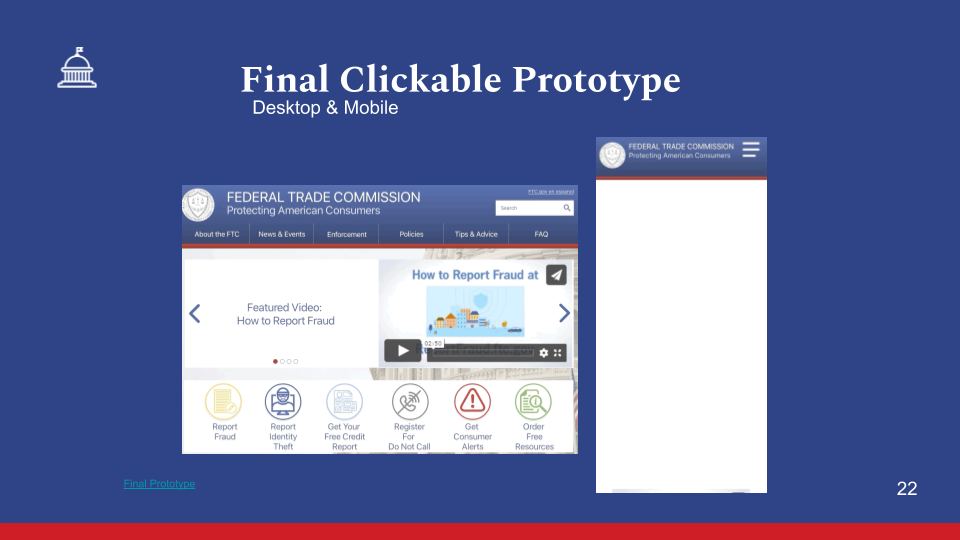 Final Clickable Prototype
Desktop & Mobile
FEDERAL TRADE COMMISSION
Protecting American Consumers
FTC.gov en español
Search
About the FTC
News & Events
Enforcement
Policies
Tips & Advice
FAQ
Featured Video:
How to Report Fraud
How to Report Fraud at
02:50
Report
Fraud
Report
Identity
Theft
Get Your
Free Credit
Report
Register
For
Do Not Call
Get
Consumer
Alerts
Order
Free
Resources
FEDERAL TRADE COMMISSION
Protecting American Consumers
Final Prototype
22